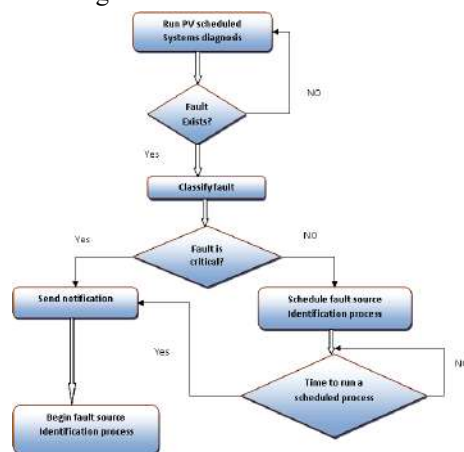 Run PV scheduled
Systems diagnosis
NO
Fault
Exists?
Yes
Classify fault
Yes
NO
Fault is
critical?
Send notification
Schedule fault source
Identification process
Yes
NO
Time to run a
scheduled process
Begin fault source
Identification process